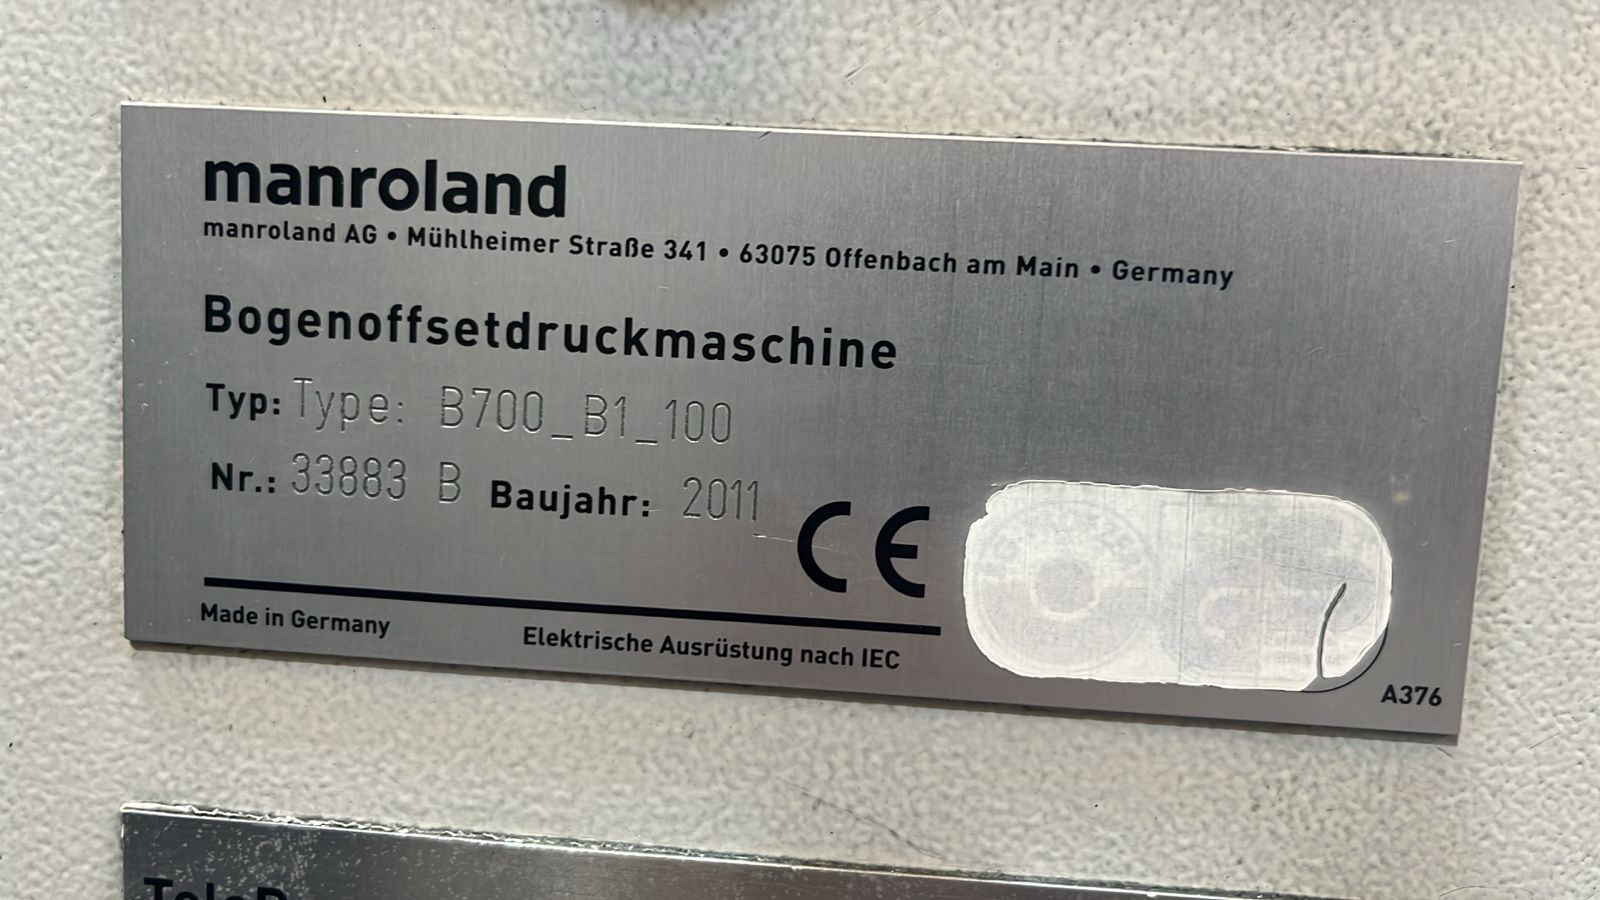 manroland
manroland AG • Mühlheimer Straße 341 • 63075 Offenbach am Main • Germany
Bogenoffsetdruckmaschine
Typ: Type: B700_B1_100
Nr.: 33883 B Baujahr: 2011
CE
Made in Germany
Elektrische Ausrüstung nach IEC
A376